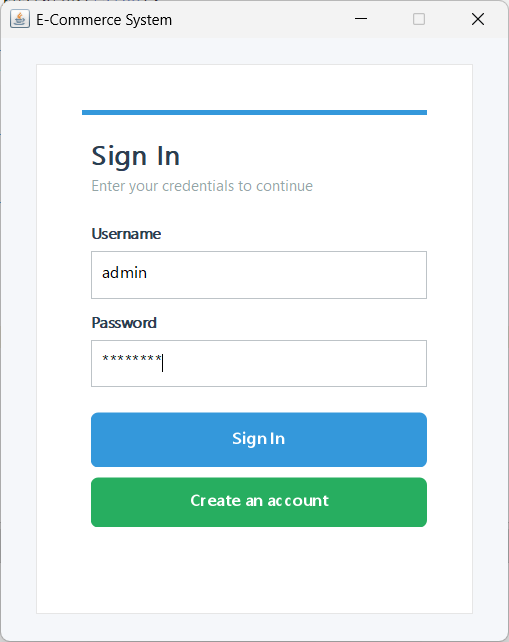 E-Commerce System
Sign In
Enter your credentials to continue
Username
admin
Password
********
Sign In
Create an account